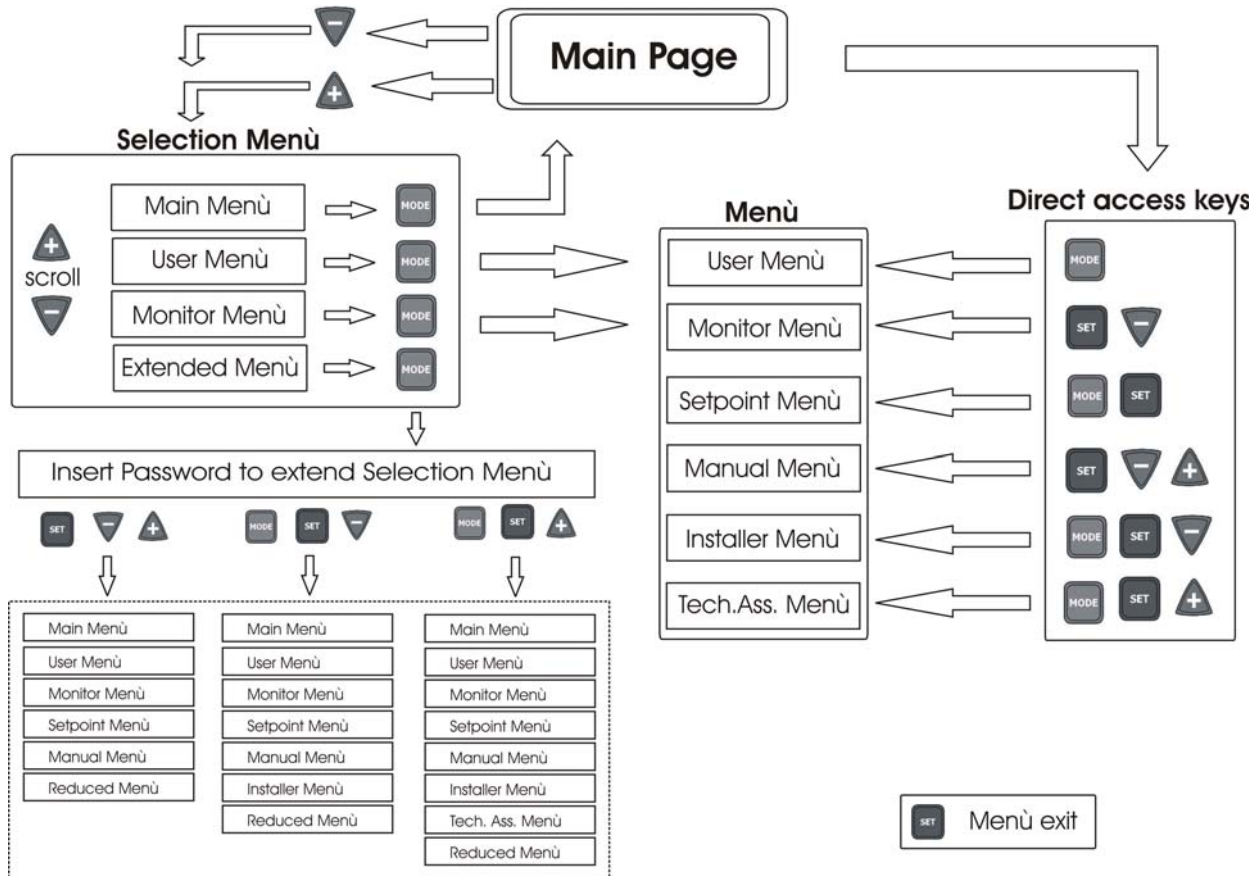 −
Main Page
+
Selection Menù
Main Menù
MODE
User Menù
MODE
Monitor Menù
MODE
Extended Menù
MODE
+
scroll
−
Insert Password to extend Selection Menù
SET − +
MODE SET −
MODE SET +
Main Menù
User Menù
Monitor Menù
Setpoint Menù
Manual Menù
Reduced Menù
Main Menù
User Menù
Monitor Menù
Setpoint Menù
Manual Menù
Installer Menù
Reduced Menù
Main Menù
User Menù
Monitor Menù
Setpoint Menù
Manual Menù
Installer Menù
Tech. Ass. Menù
Reduced Menù
Menù
User Menù
Monitor Menù
Setpoint Menù
Manual Menù
Installer Menù
Tech.Ass. Menù
Direct access keys
MODE
SET −
MODE SET
SET − +
MODE SET −
MODE SET +
SET Menù exit